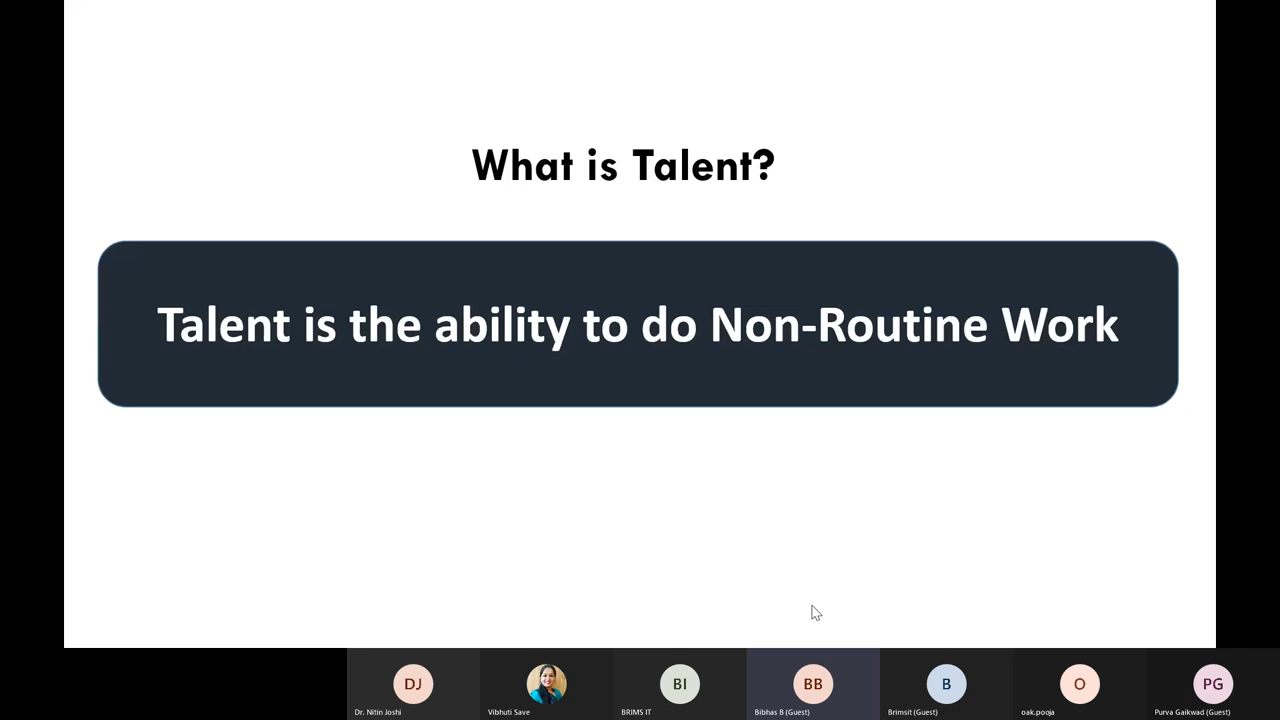 What is Talent?
Talent is the ability to do Non-Routine Work
DJ
BI
BB
B
O
PG
Dr. Nitin Joshi
Vibhuti Save
BRIMS IT
Bibhas B (Guest)
Brimsit (Guest)
oak.pooja
Purva Gaikwad (Guest)